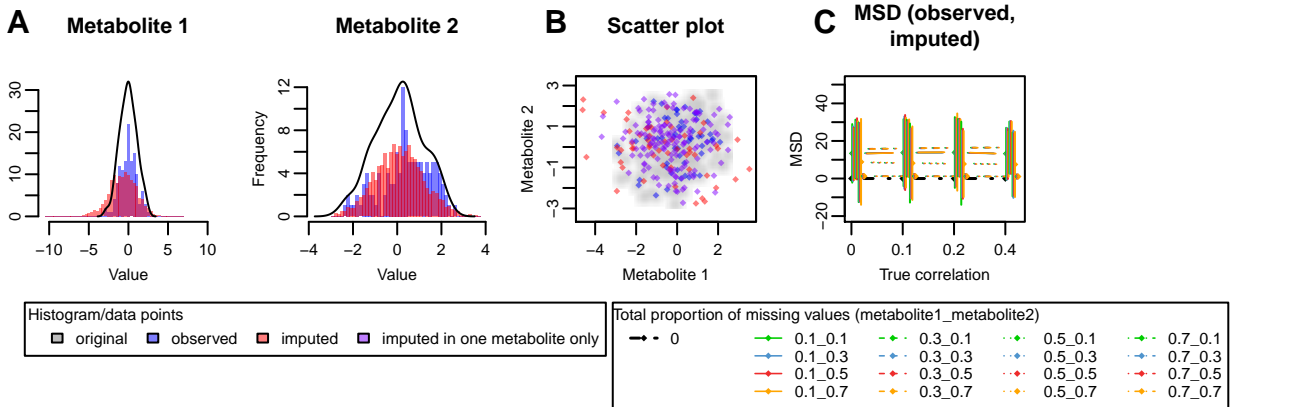 A Metabolite 1 Metabolite 2 B Scatter plot C MSD (observed, imputed)
0 10 20 30
−10 −5 0 5 10
Value
Frequency
0 4 8 12
−4 −2 0 2 4
Value
Metabolite 2
−3 −1 1 3
−4 −2 0 2
Metabolite 1
MSD
−20 0 20 40
0 0.1 0.2 0.4
True correlation
Histogram/data points
original observed imputed imputed in one metabolite only
Total proportion of missing values (metabolite1_metabolite2)
0 0.1_0.1 0.3_0.1 0.5_0.1 0.7_0.1
0.1_0.3 0.3_0.3 0.5_0.3 0.7_0.3
0.1_0.5 0.3_0.5 0.5_0.5 0.7_0.5
0.1_0.7 0.3_0.7 0.5_0.7 0.7_0.7